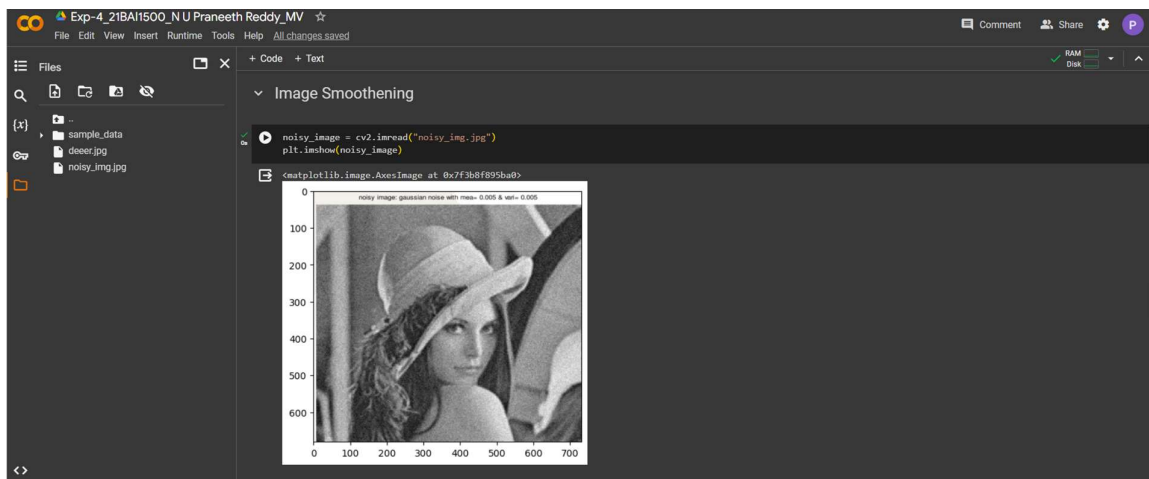 Exp-4_21BAI1500_N U Praneeth Reddy_MV
File Edit View Insert Runtime Tools Help All changes saved
Comment Share P
Files
+ Code + Text
RAM
Disk
Image Smoothening
{x}
..
sample_data
deeer.jpg
noisy_img.jpg
0s
noisy_image = cv2.imread("noisy_img.jpg")
plt.imshow(noisy_image)
<matplotlib.image.AxesImage at 0x7f3b8f895ba0>
noisy image: gaussian noise with mea= 0.005 & vari= 0.005
0
100
200
300
400
500
600
0 100 200 300 400 500 600 700
<>